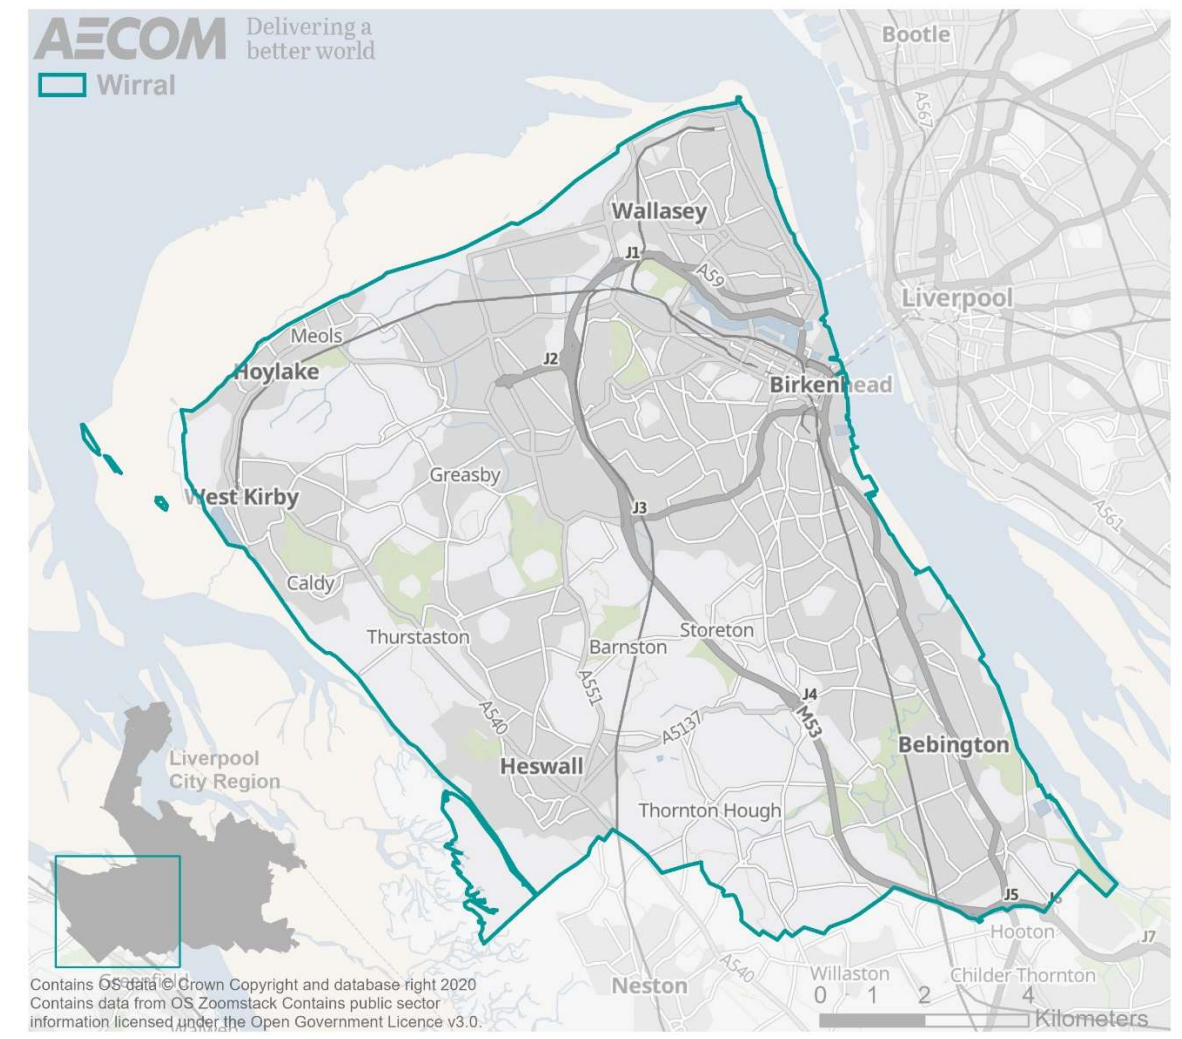 AECOM Delivering a
better world
Wirral
Bootle
A567
Wallasey
J1
A59
Liverpool
Meols
Hoylake
J2
Birkenhead
Greasby
West Kirby
J3
A561
Caldy
Thurstaston
Storeton
Barnston
A551
A540
J4
M53
A5137
Bebington
Liverpool
City Region
Heswall
Thornton Hough
J5
Hooton
J7
Neston
A540
Willaston
Childer Thornton
0 1 2 4
Kilometers
Contains OS data © Crown Copyright and database right 2020
Contains data from OS Zoomstack Contains public sector
information licensed under the Open Government Licence v3.0.